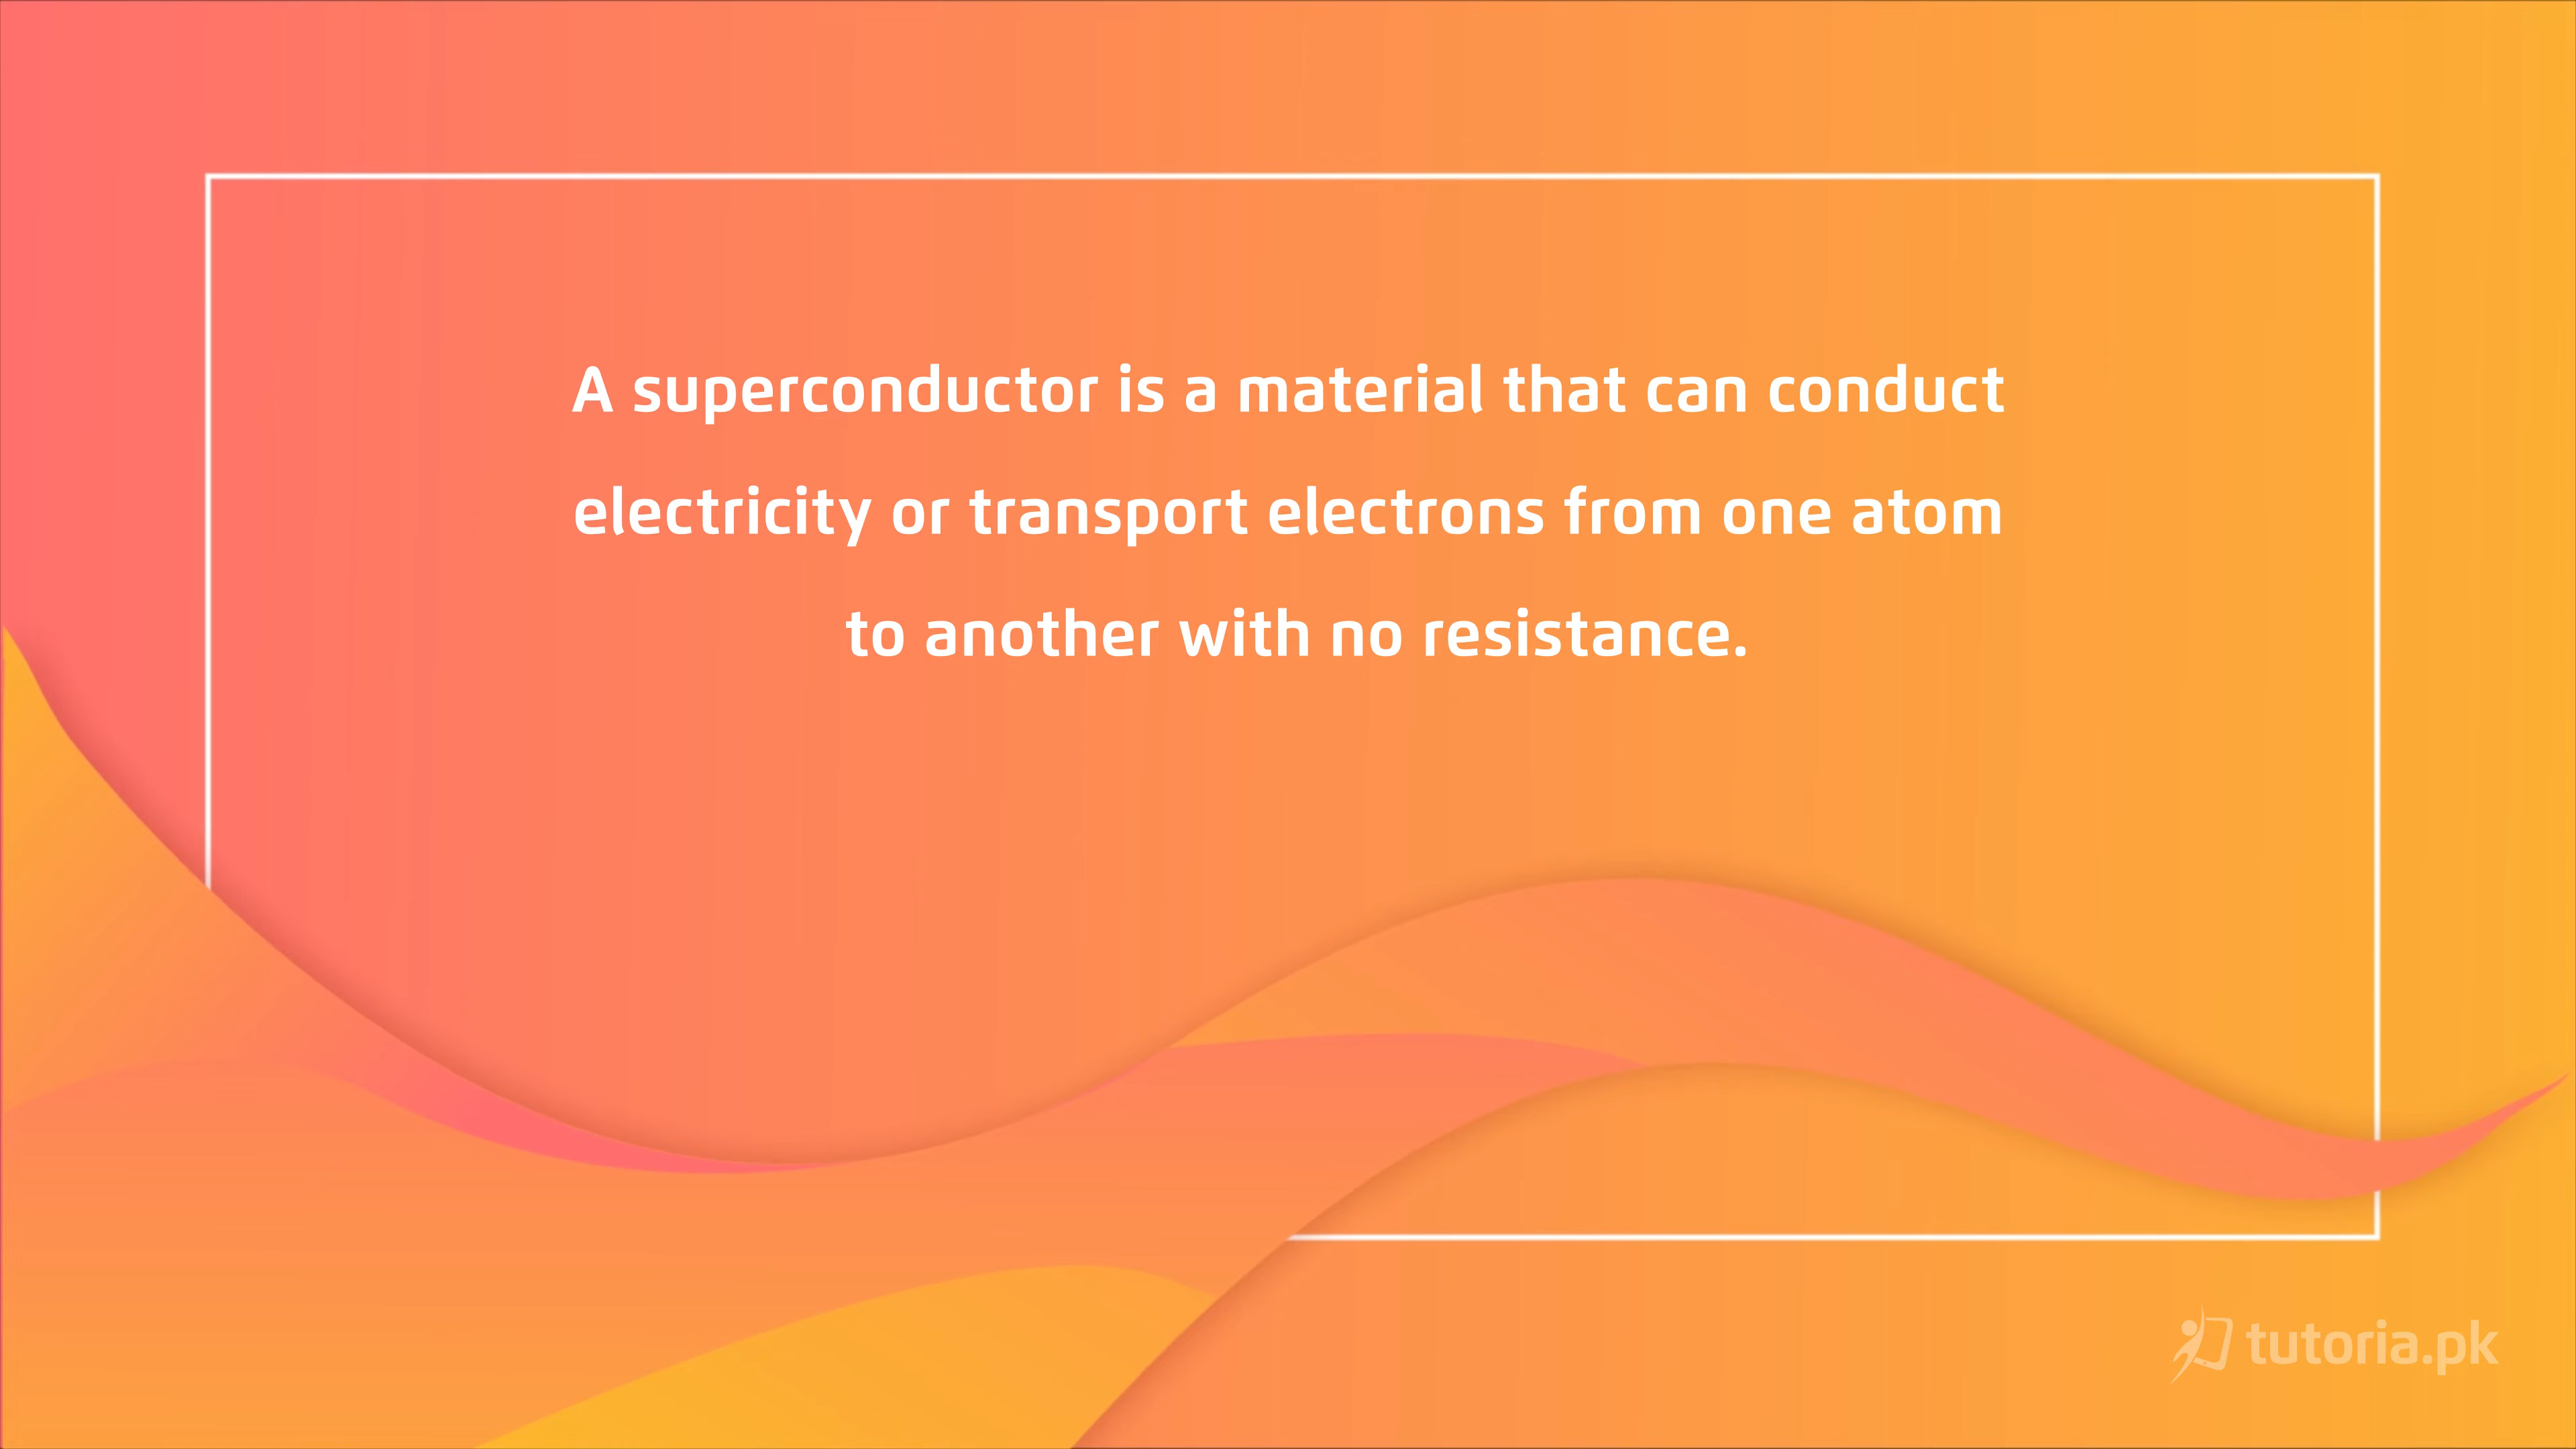 A superconductor is a material that can conduct
electricity or transport electrons from one atom
to another with no resistance.
tutoria.pk